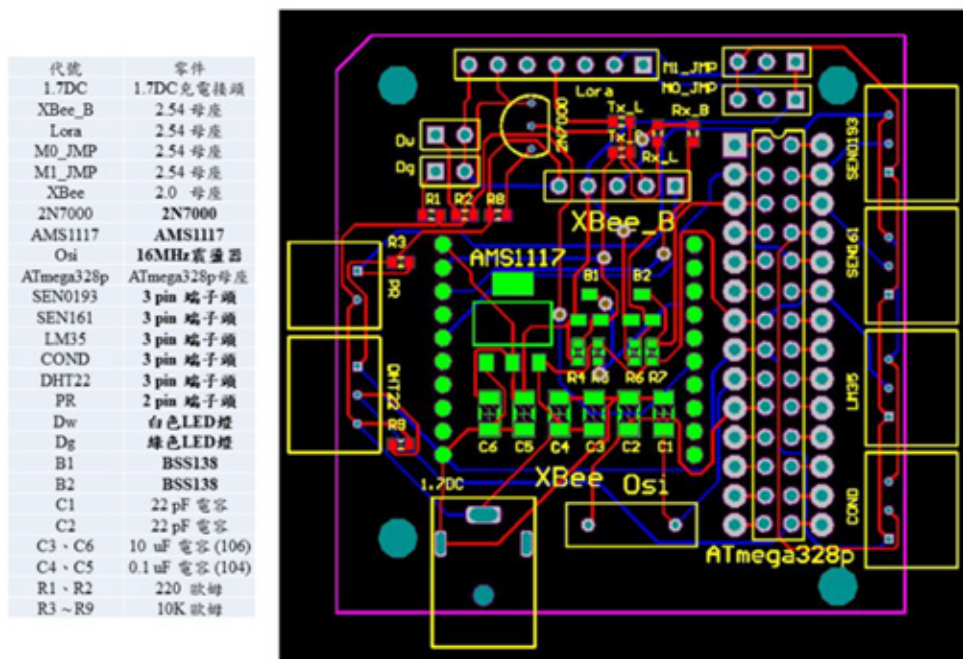 代號 零件
1.7DC 1.7DC充電接頭
XBee_B 2.54 母座
Lora 2.54 母座
M0_JMP 2.54 母座
M1_JMP 2.54 母座
XBee 2.0 母座
2N7000 2N7000
AMS1117 AMS1117
Osi 16MHz震盪器
ATmega328p ATmega328p母座
SEN0193 3 pin 端子頭
SEN161 3 pin 端子頭
LM35 3 pin 端子頭
COND 3 pin 端子頭
DHT22 3 pin 端子頭
PR 2 pin 端子頭
Dw 白色LED燈
Dg 綠色LED燈
B1 BSS138
B2 BSS138
C1 22 pF 電容
C2 22 pF 電容
C3、C6 10 uF 電容(106)
C4、C5 0.1 uF 電容(104)
R1、R2 220 歐姆
R3~R9 10K 歐姆
M1_JMP
Lora
M0_JMP
2N7000
Tx_L
Rx_B
Dw
Tx_B
Rx_L
Dg
SEN0193
R1 R2 R8
XBee_B
R3
AMS1117
PR
B1 B2
SEN161
R4 R6 R7
DHT22
LM35
R9
C6 C5 C4 C3 C2 C1
1.7DC
XBee
Osi
COND
ATmega328p